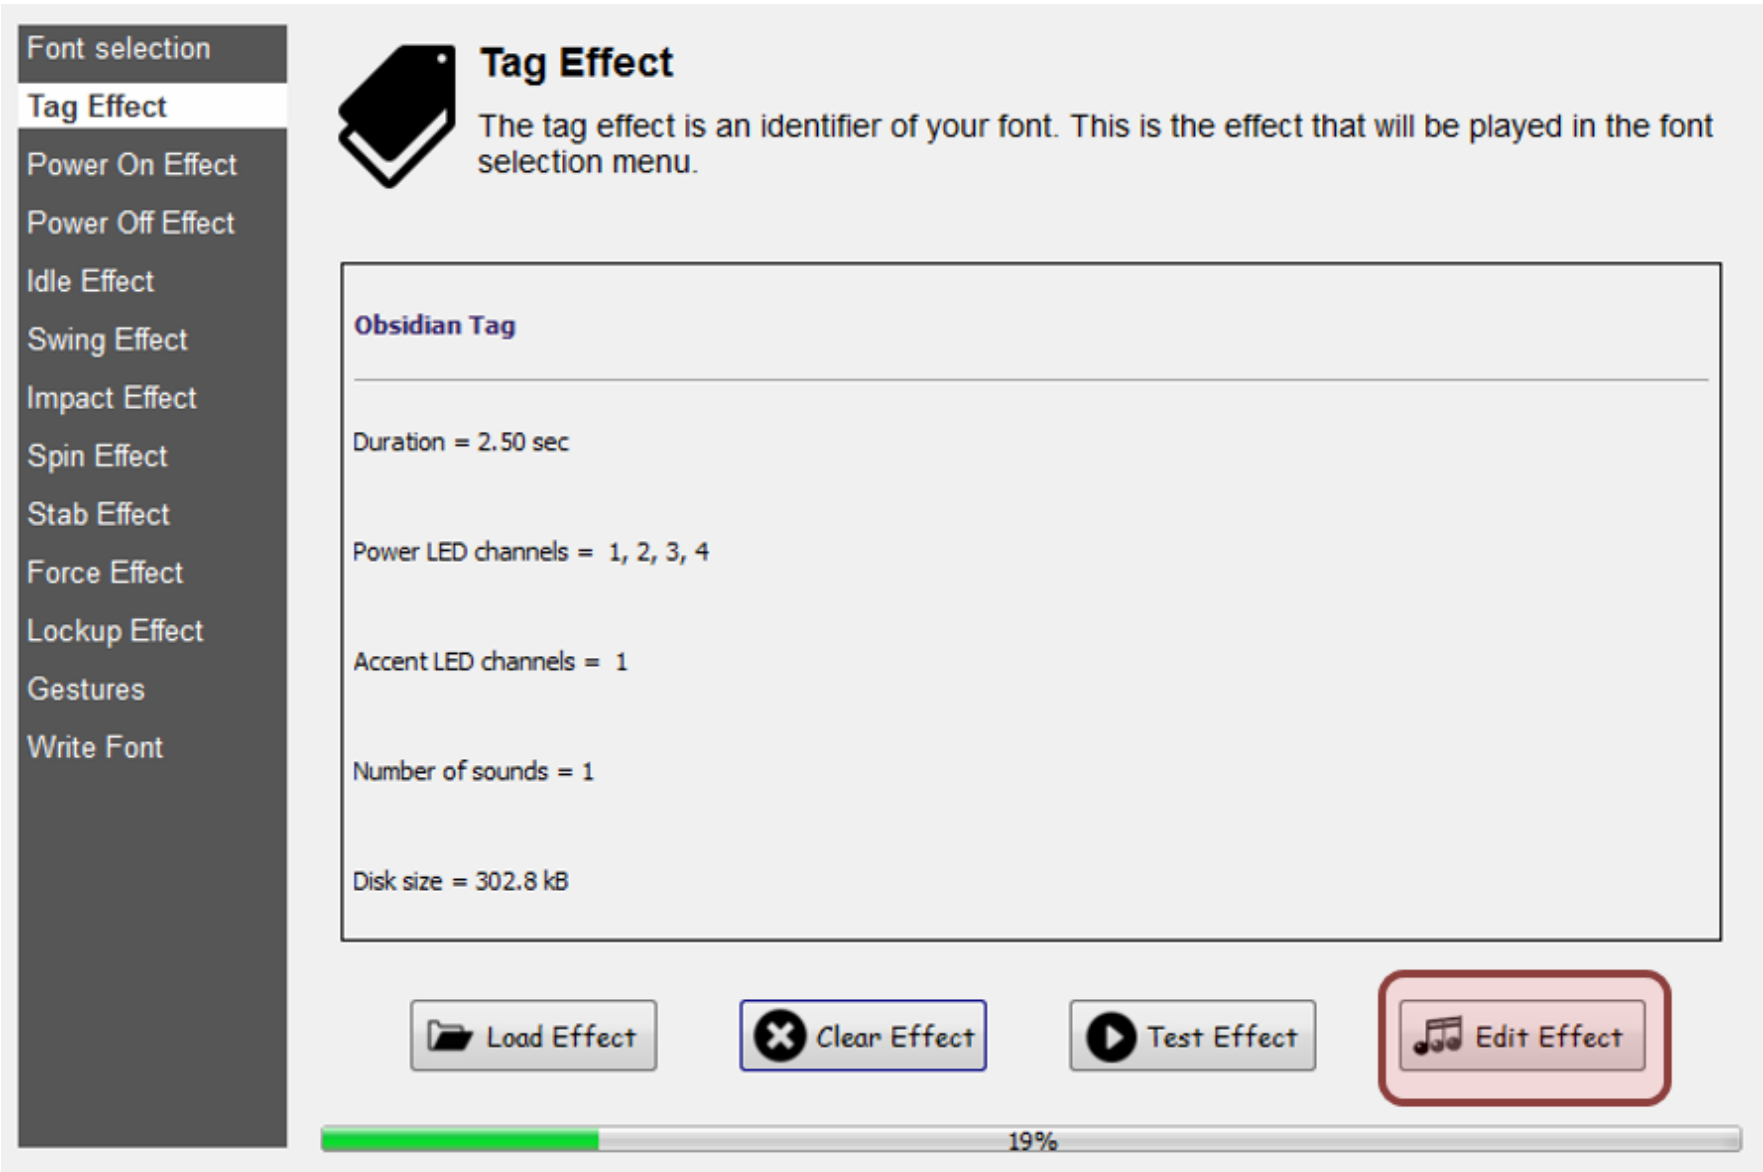 Font selection
Tag Effect
Power On Effect
Power Off Effect
Idle Effect
Swing Effect
Impact Effect
Spin Effect
Stab Effect
Force Effect
Lockup Effect
Gestures
Write Font
Tag Effect
The tag effect is an identifier of your font. This is the effect that will be played in the font
selection menu.
Obsidian Tag
Duration = 2.50 sec
Power LED channels = 1, 2, 3, 4
Accent LED channels = 1
Number of sounds = 1
Disk size = 302.8 kB
Load Effect
Clear Effect
Test Effect
Edit Effect
19%